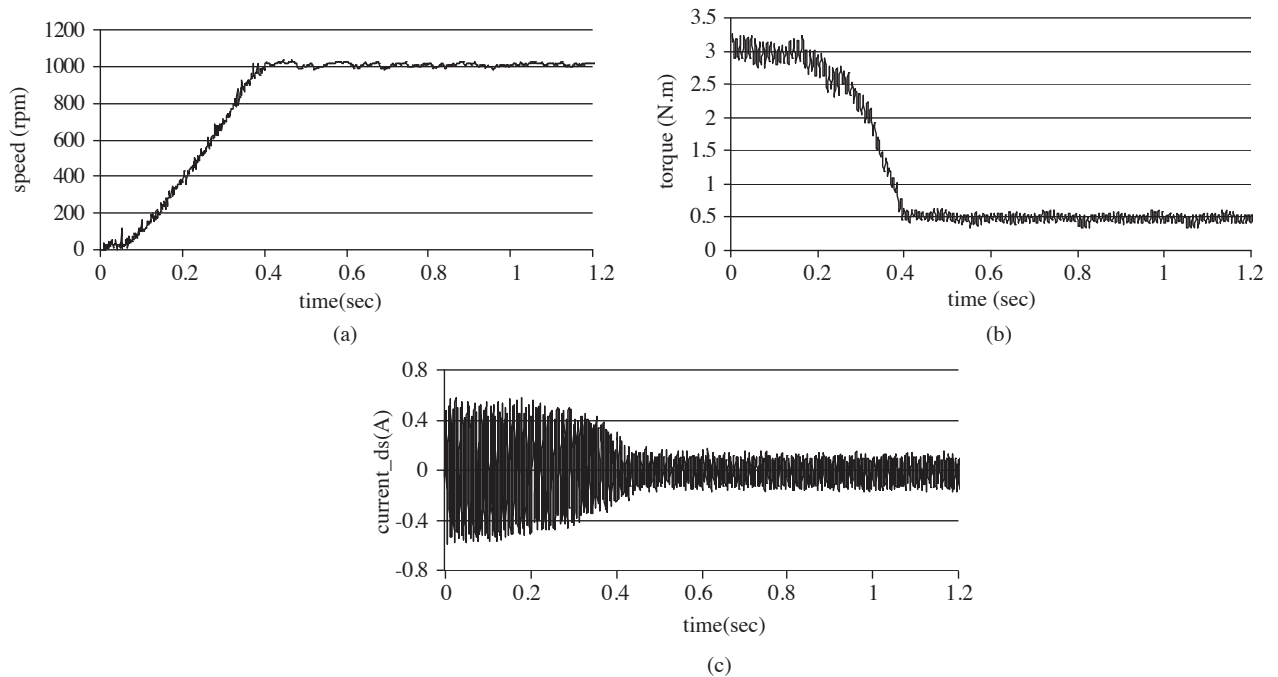 1200
1000
800
600
400
200
0
speed (rpm)
0 0.2 0.4 0.6 0.8 1 1.2
time(sec)
(a)
3.5
3
2.5
2
1.5
1
0.5
0
torque (N.m)
0 0.2 0.4 0.6 0.8 1 1.2
time (sec)
(b)
0.8
0.4
0
-0.4
-0.8
current_ds(A)
0 0.2 0.4 0.6 0.8 1 1.2
time(sec)
(c)